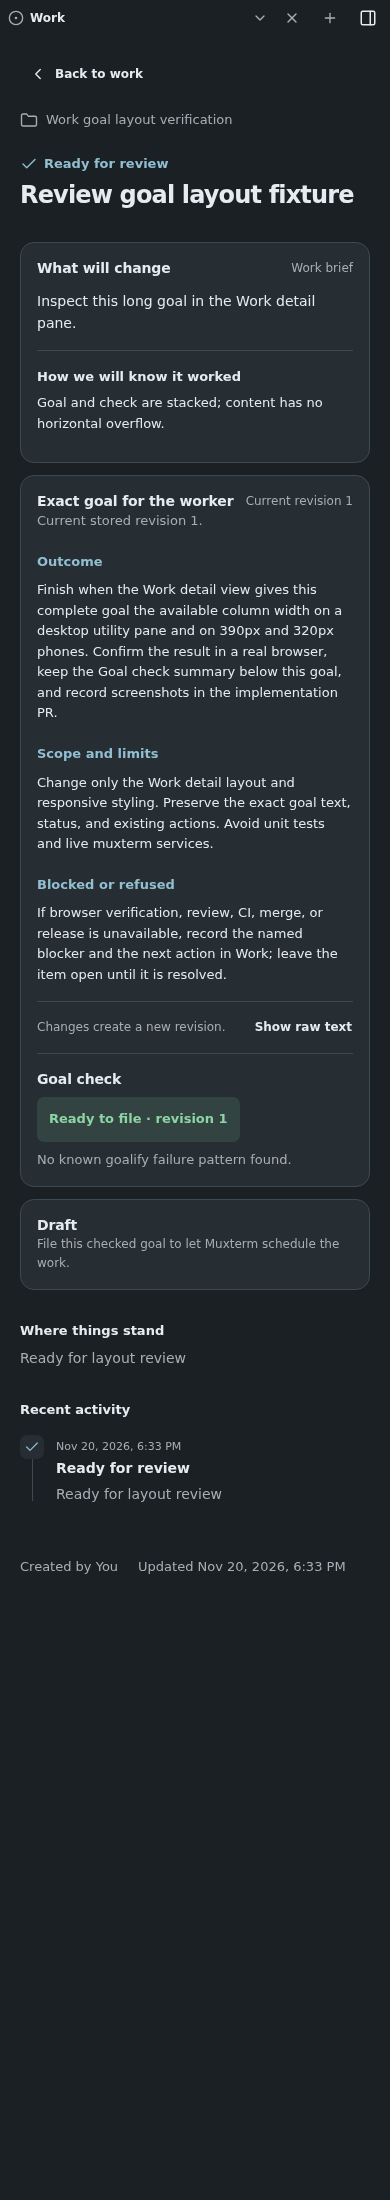 Work
Back to work
Work goal layout verification
Ready for review
Review goal layout fixture
What will change
Work brief
Inspect this long goal in the Work detail
pane.
How we will know it worked
Goal and check are stacked; content has no
horizontal overflow.
Exact goal for the worker
Current revision 1
Current stored revision 1.
Outcome
Finish when the Work detail view gives this
complete goal the available column width on a
desktop utility pane and on 390px and 320px
phones. Confirm the result in a real browser,
keep the Goal check summary below this goal,
and record screenshots in the implementation
PR.
Scope and limits
Change only the Work detail layout and
responsive styling. Preserve the exact goal text,
status, and existing actions. Avoid unit tests
and live muxterm services.
Blocked or refused
If browser verification, review, CI, merge, or
release is unavailable, record the named
blocker and the next action in Work; leave the
item open until it is resolved.
Changes create a new revision.
Show raw text
Goal check
Ready to file · revision 1
No known goalify failure pattern found.
Draft
File this checked goal to let Muxterm schedule the
work.
Where things stand
Ready for layout review
Recent activity
Nov 20, 2026, 6:33 PM
Ready for review
Ready for layout review
Created by You
Updated Nov 20, 2026, 6:33 PM